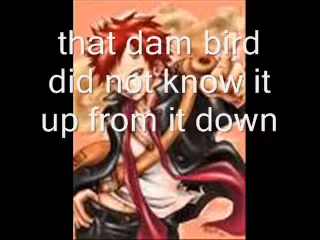 that dam bird
did not know it
up from it down